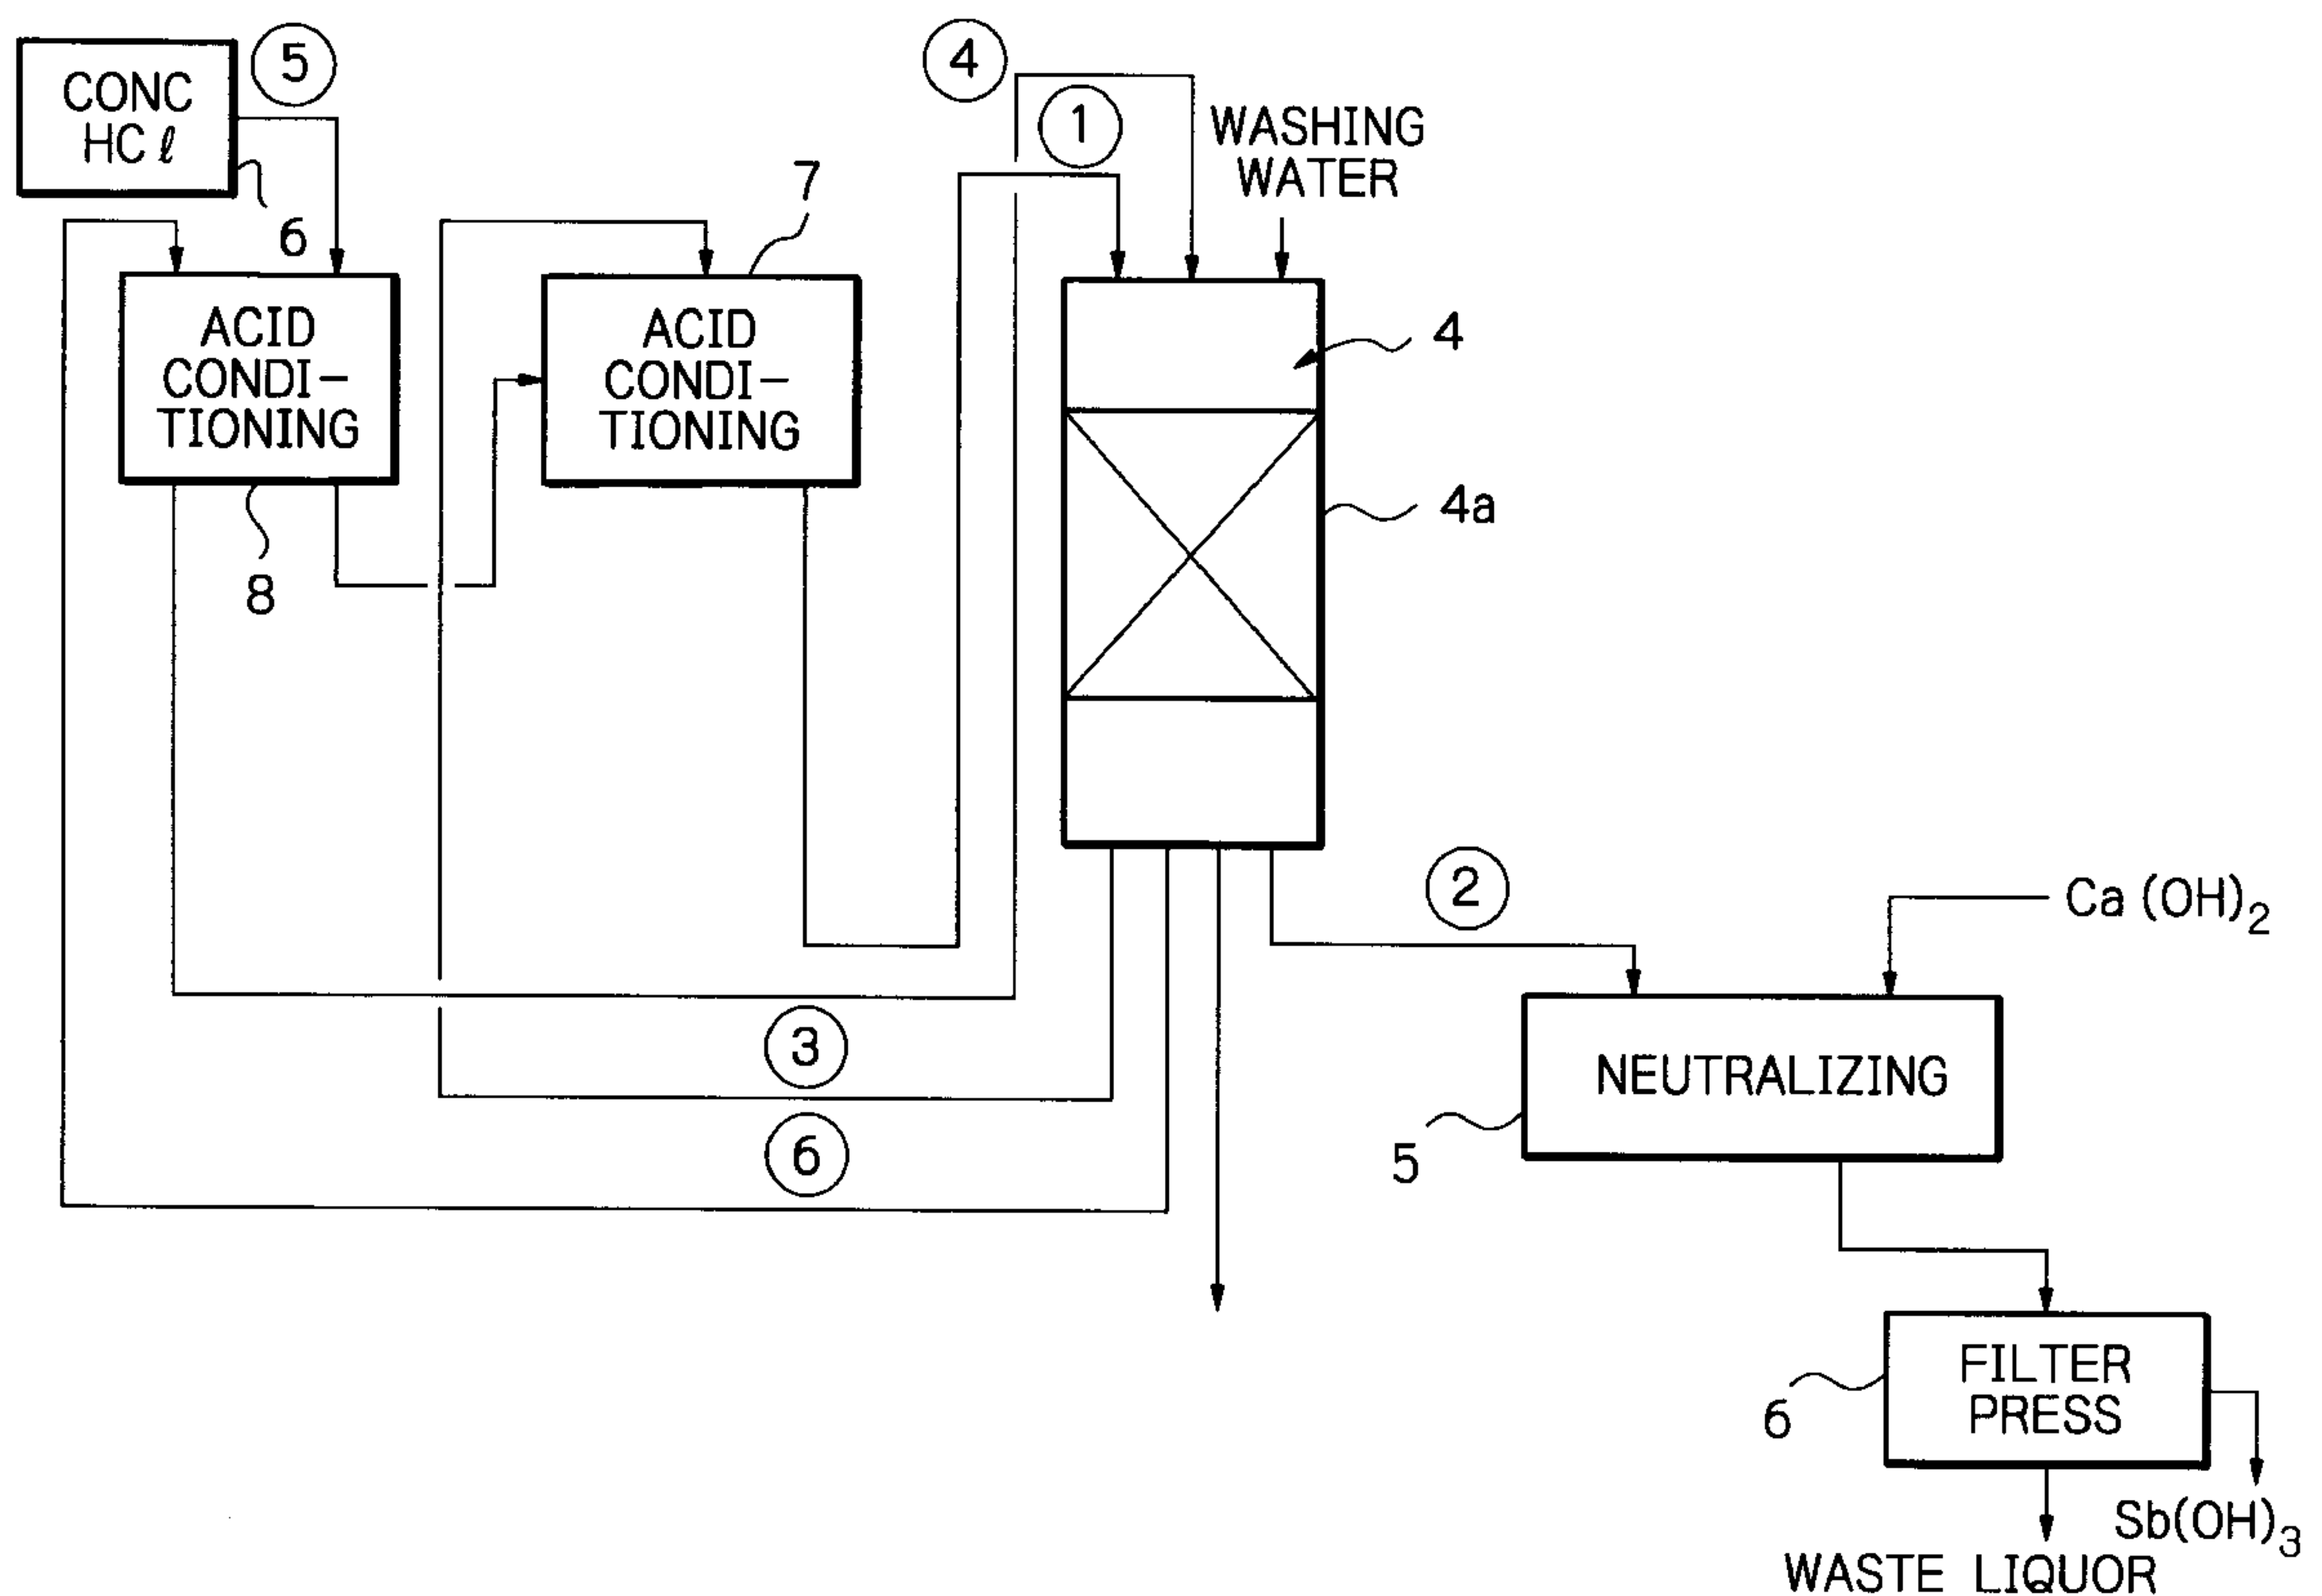 CONC
HCℓ
⑤
6
④
①
WASHING
WATER
7
ACID
CONDI-
TIONING
8
ACID
CONDI-
TIONING
4
4a
②
Ca (OH)2
③
⑥
NEUTRALIZING
5
FILTER
PRESS
6
Sb(OH)3
WASTE LIQUOR